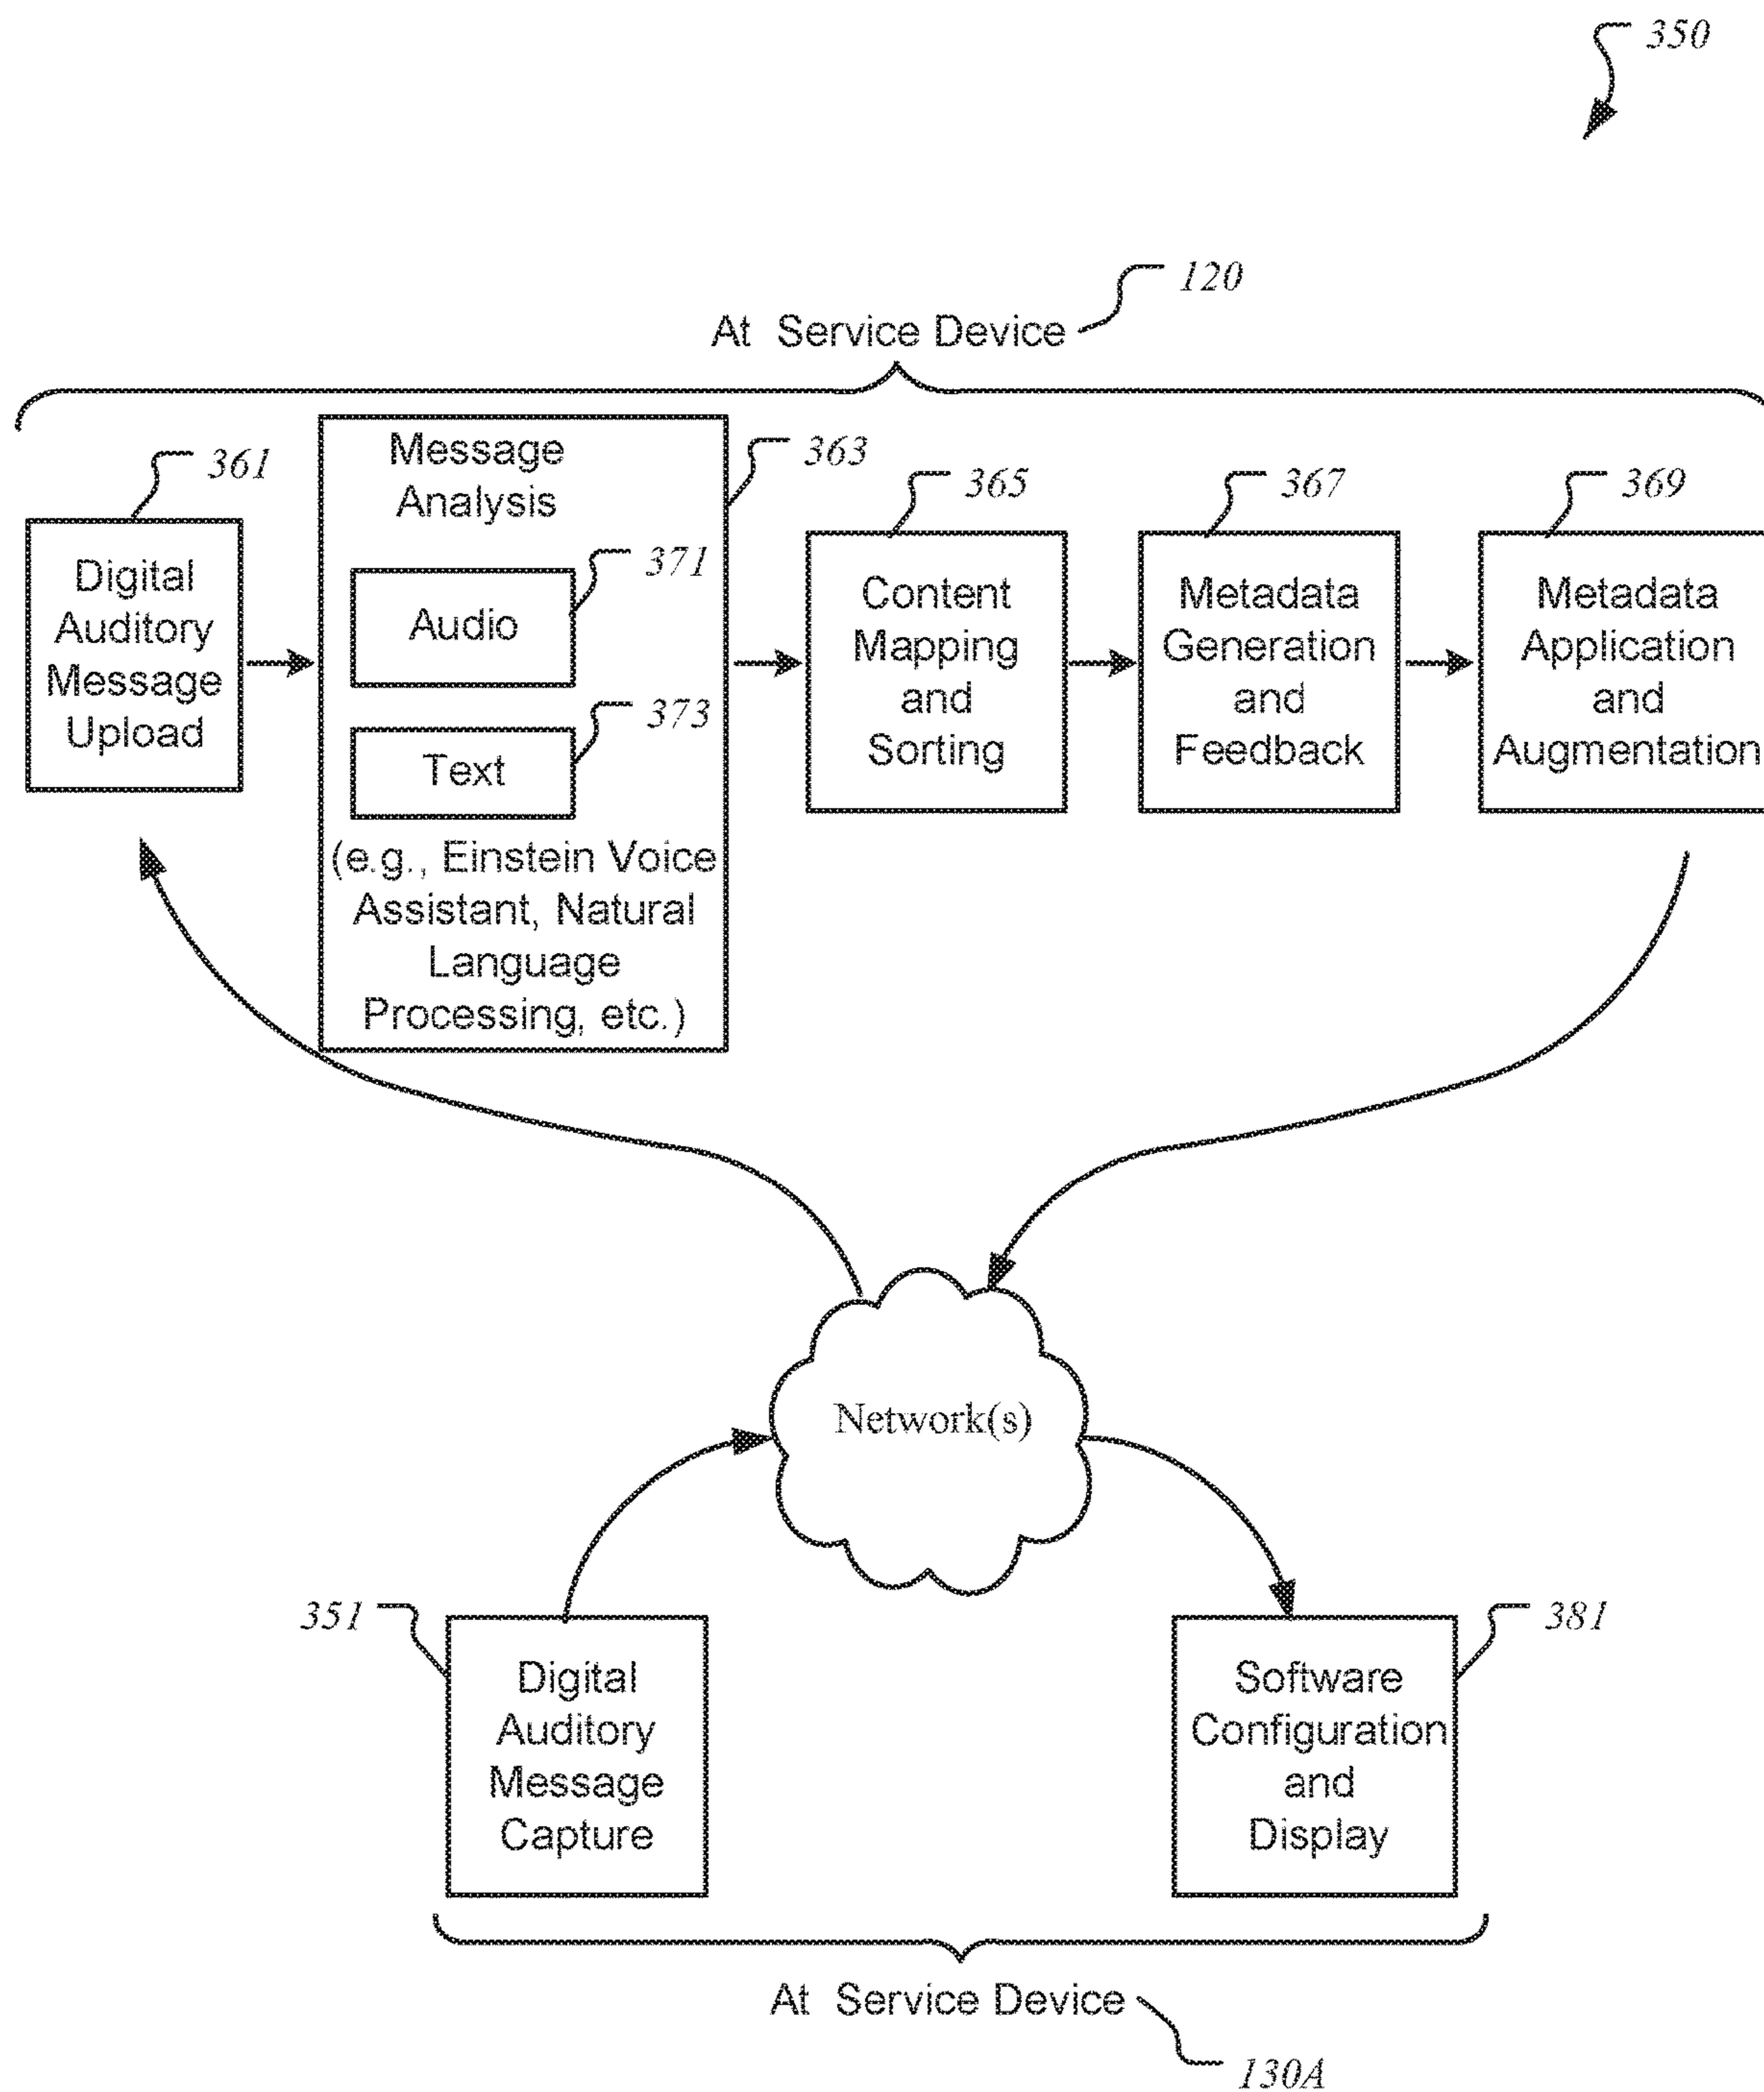 350
120
At Service Device
361
Digital
Auditory
Message
Upload
Message
Analysis
363
371
Audio
373
Text
(e.g., Einstein Voice
Assistant, Natural
Language
Processing, etc.)
365
Content
Mapping
and
Sorting
367
Metadata
Generation
and
Feedback
369
Metadata
Application
and
Augmentation
Network(s)
351
Digital
Auditory
Message
Capture
381
Software
Configuration
and
Display
At Service Device
130A